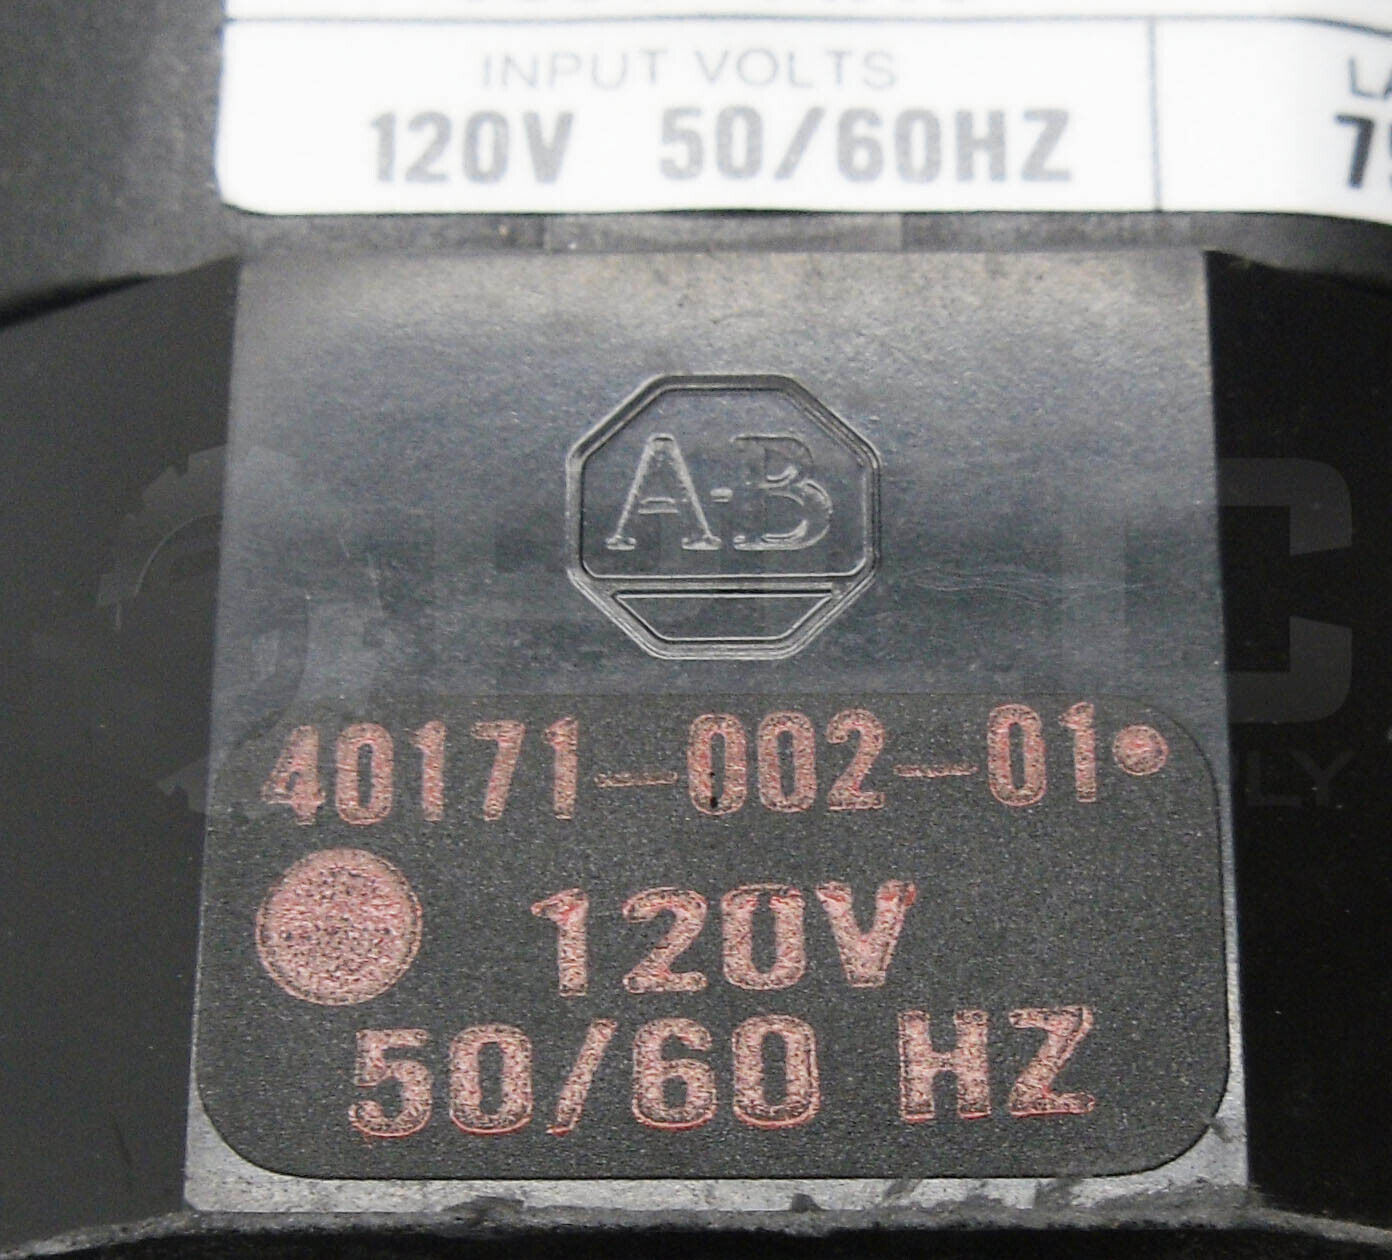 INPUT VOLTS
120V 50/60HZ
A-B
40171-002-01
120V
50/60 HZ